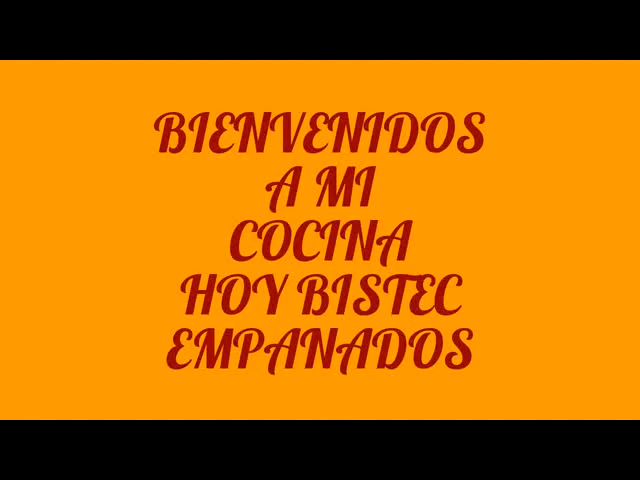 BIENVENIDOS
A MI
COCINA
HOY BISTEC
EMPANADOS